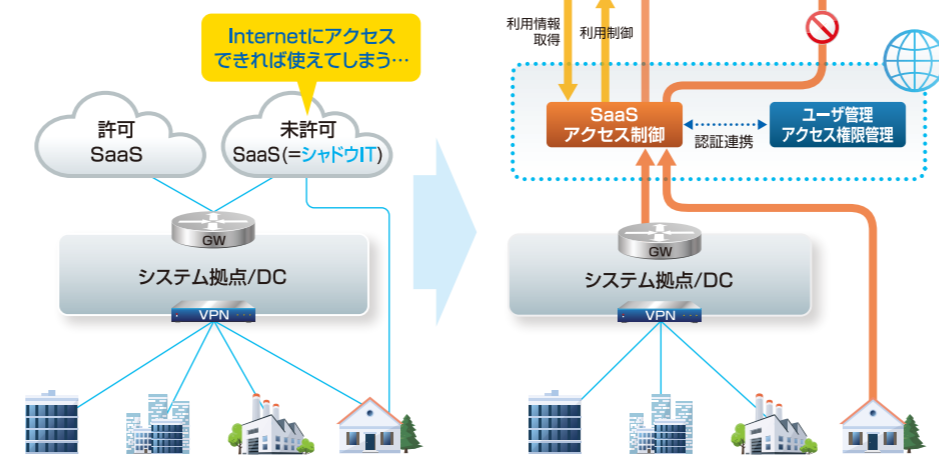 Internetにアクセス
できれば使えてしまう…
許可
SaaS
未許可
SaaS(=シャドウIT)
GW
システム拠点/DC
VPN
利用情報
取得
利用制御
SaaS
アクセス制御
認証連携
ユーザ管理
アクセス権限管理
GW
システム拠点/DC
VPN